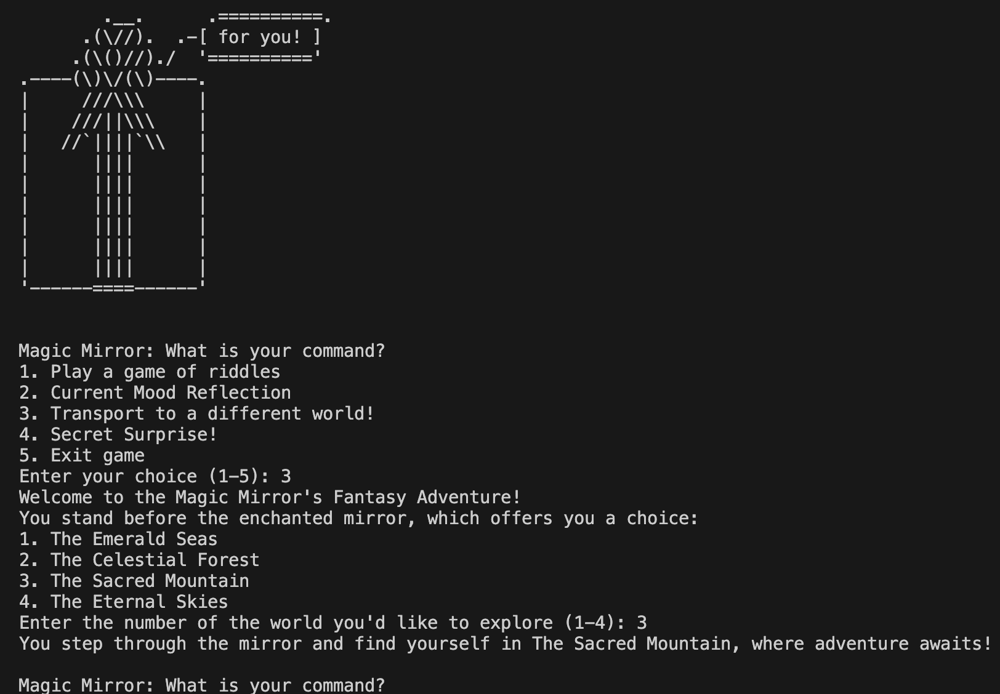 for you!
Magic Mirror: What is your command?
1. Play a game of riddles
2. Current Mood Reflection
3. Transport to a different world!
4. Secret Surprise!
5. Exit game
Enter your choice (1-5): 3
Welcome to the Magic Mirror's Fantasy Adventure!
You stand before the enchanted mirror, which offers you a choice:
1. The Emerald Seas
2. The Celestial Forest
3. The Sacred Mountain
4. The Eternal Skies
Enter the number of the world you'd like to explore (1-4): 3
You step through the mirror and find yourself in The Sacred Mountain, where adventure awaits!
Magic Mirror: What is your command?